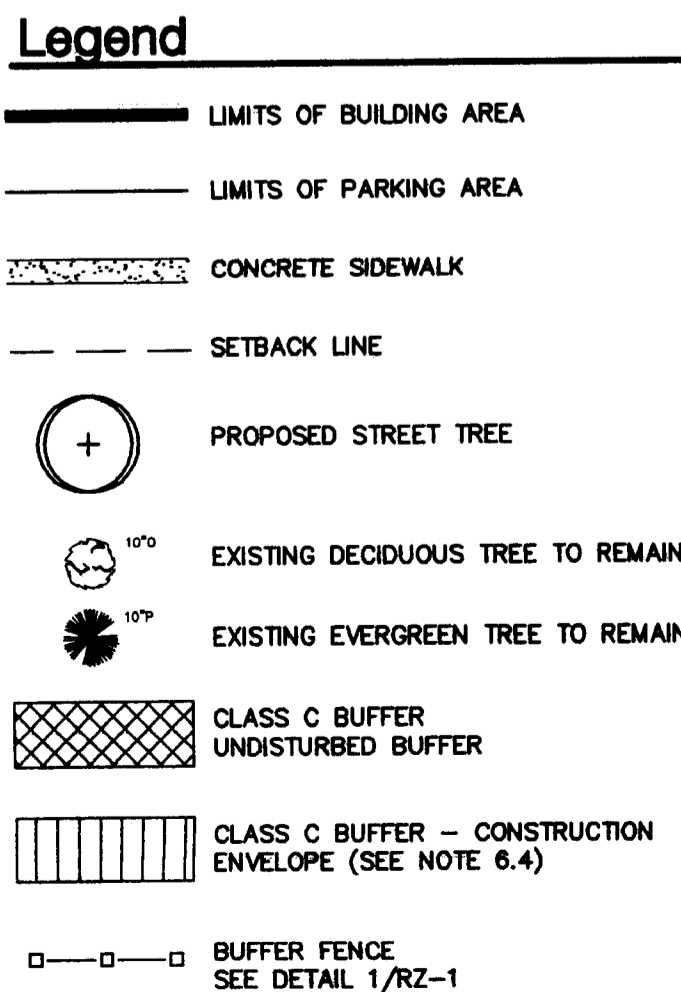 Legend
LIMITS OF BUILDING AREA
LIMITS OF PARKING AREA
CONCRETE SIDEWALK
SETBACK LINE
PROPOSED STREET TREE
10"O
EXISTING DECIDUOUS TREE TO REMAIN
10"P
EXISTING EVERGREEN TREE TO REMAIN
CLASS C BUFFER
UNDISTURBED BUFFER
CLASS C BUFFER – CONSTRUCTION
ENVELOPE (SEE NOTE 6.4)
BUFFER FENCE
SEE DETAIL 1/RZ–1